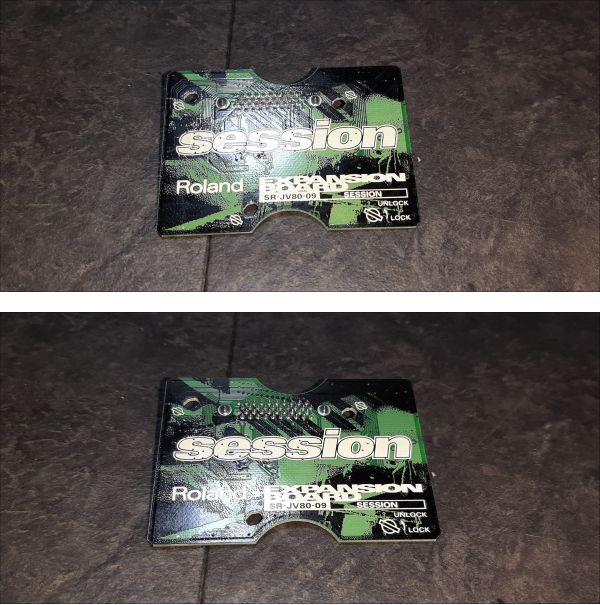 session
Roland
EXPANSION
BOARD
SR-JV80-09 SESSION
UNLOCK
LOCK
session
Roland
EXPANSION
BOARD
SR-JV80-09 SESSION
UNLOCK
LOCK